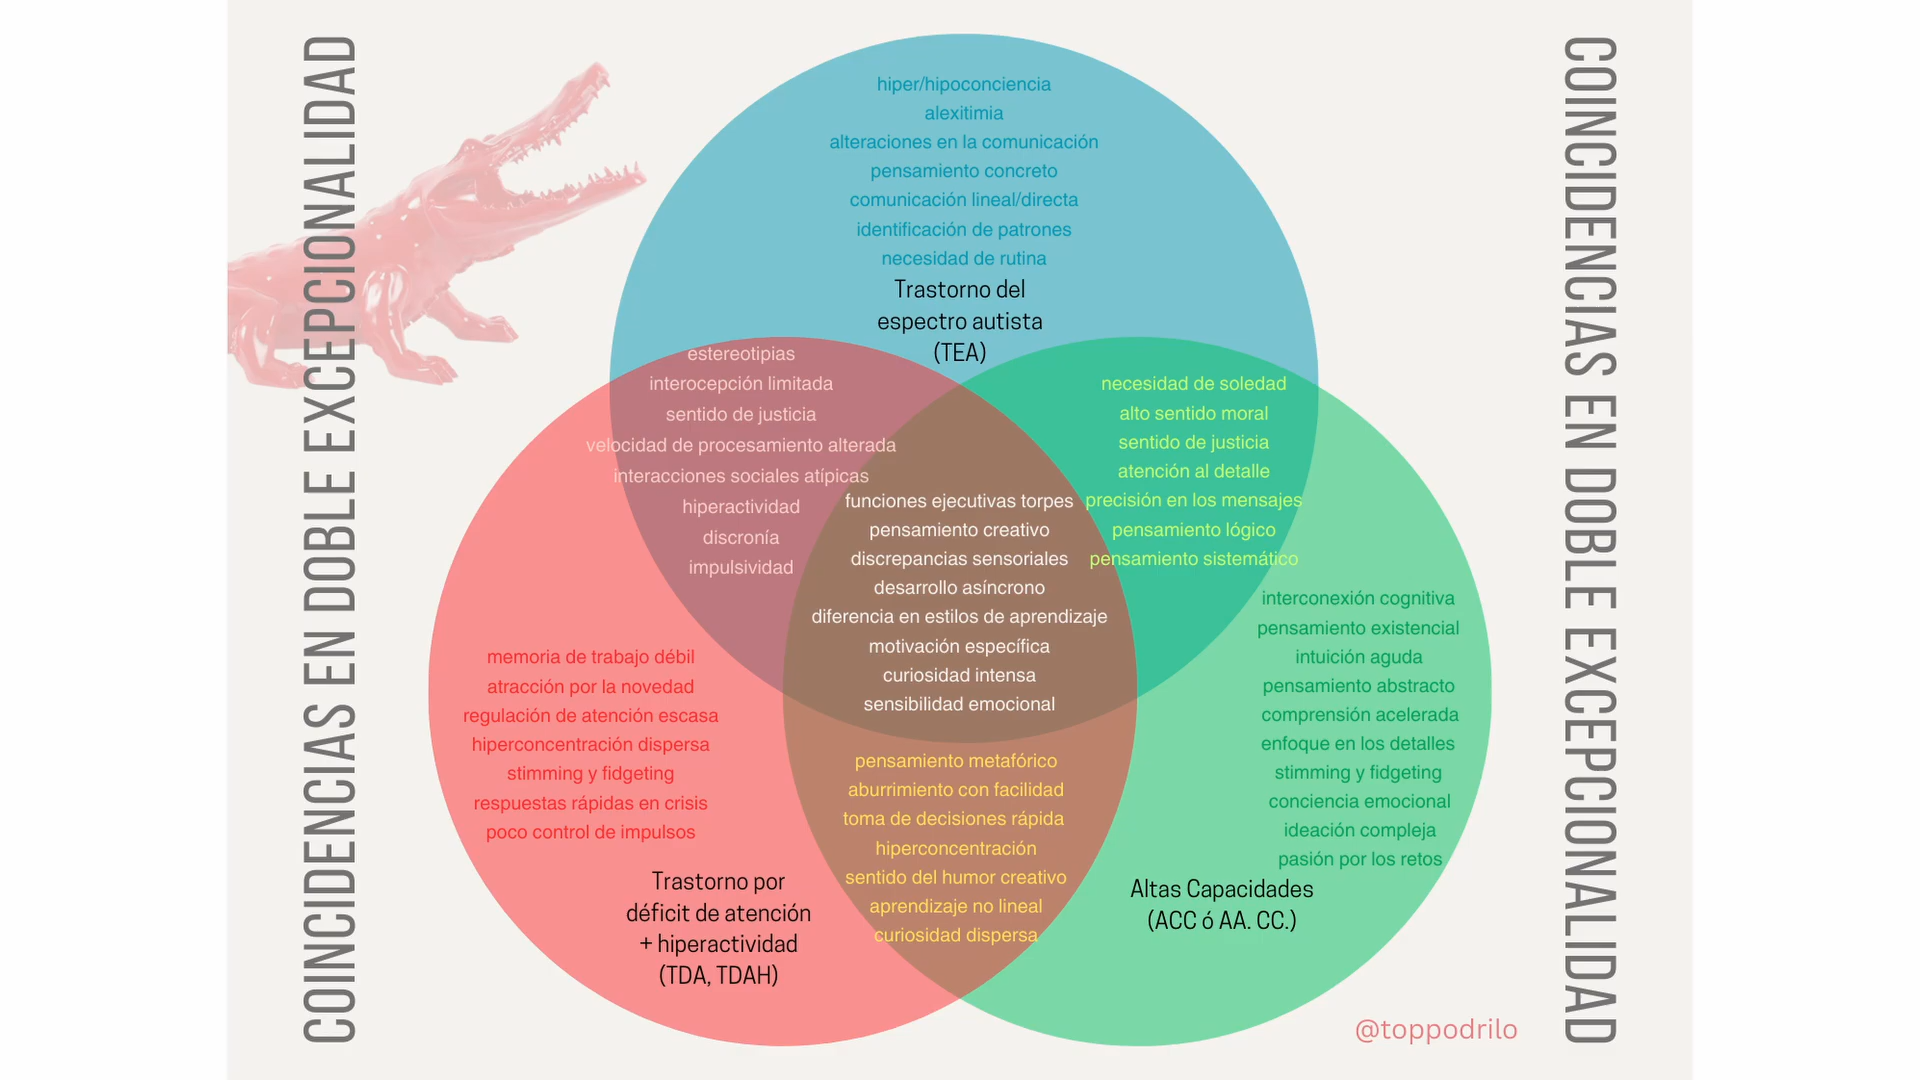 COINCIDENCIAS EN DOBLE EXCEPCIONALIDAD
hiper/hipoconciencia
alexitimia
alteraciones en la comunicación
pensamiento concreto
comunicación lineal/directa
identificación de patrones
necesidad de rutina
Trastorno del
espectro autista
(TEA)
estereotipias
interocepción limitada
sentido de justicia
velocidad de procesamiento alterada
interacciones sociales atípicas
hiperactividad
discronía
impulsividad
necesidad de soledad
alto sentido moral
sentido de justicia
atención al detalle
precisión en los mensajes
pensamiento lógico
pensamiento sistemático
funciones ejecutivas torpes
pensamiento creativo
discrepancias sensoriales
desarrollo asíncrono
diferencia en estilos de aprendizaje
motivación específica
curiosidad intensa
sensibilidad emocional
memoria de trabajo débil
atracción por la novedad
regulación de atención escasa
hiperconcentración dispersa
stimming y fidgeting
respuestas rápidas en crisis
poco control de impulsos
Trastorno por
déficit de atención
+ hiperactividad
(TDA, TDAH)
pensamiento metafórico
aburrimiento con facilidad
toma de decisiones rápida
hiperconcentración
sentido del humor creativo
aprendizaje no lineal
curiosidad dispersa
interconexión cognitiva
pensamiento existencial
intuición aguda
pensamiento abstracto
comprensión acelerada
enfoque en los detalles
stimming y fidgeting
conciencia emocional
ideación compleja
pasión por los retos
Altas Capacidades
(ACC ó AA. CC.)
@toppodrilo
COINCIDENCIAS EN DOBLE EXCEPCIONALIDAD